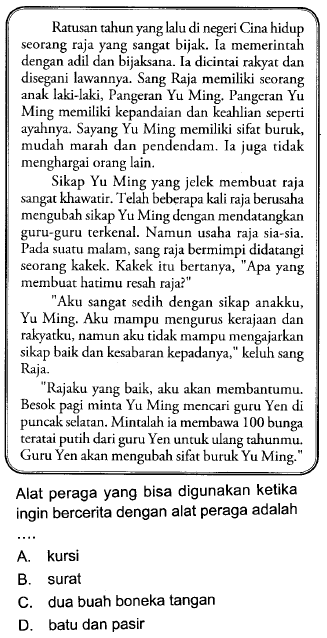 Ratusan tahun yang lalu di negeri Cina hidup
seorang raja yang sangat bijak. Ia memerintah
dengan adil dan bijaksana. Ia dicintai rakyat dan
disegani lawannya. Sang Raja memiliki seorang
anak laki-laki, Pangeran Yu Ming. Pangeran Yu
Ming memiliki kepandaian dan keahlian seperti
ayahnya. Sayang Yu Ming memiliki sifat buruk,
mudah marah dan pendendam. Ia juga tidak
menghargai orang lain.
Sikap Yu Ming yang jelek membuat raja
sangat khawatir. Telah beberapa kali raja berusaha
mengubah sikap Yu Ming dengan mendatangkan
guru-guru terkenal. Namun usaha raja sia-sia.
Pada suatu malam, sang raja bermimpi didatangi
seorang kakek. Kakek itu bertanya, "Apa yang
membuat hatimu resah raja?"
"Aku sangat sedih dengan sikap anakku,
Yu Ming. Aku mampu mengurus kerajaan dan
rakyatku, namun aku tidak mampu mengajarkan
sikap baik dan kesabaran kepadanya," keluh sang
Raja.
"Rajaku yang baik, aku akan membantumu.
Besok pagi minta Yu Ming mencari guru Yen di
puncak selatan. Mintalah ia membawa 100 bunga
teratai putih dari guru Yen untuk ulang tahunmu.
Guru Yen akan mengubah sifat buruk Yu Ming."
Alat peraga yang bisa digunakan ketika
ingin bercerita dengan alat peraga adalah
....
A. kursi
B. surat
C. dua buah boneka tangan
D. batu dan pasir